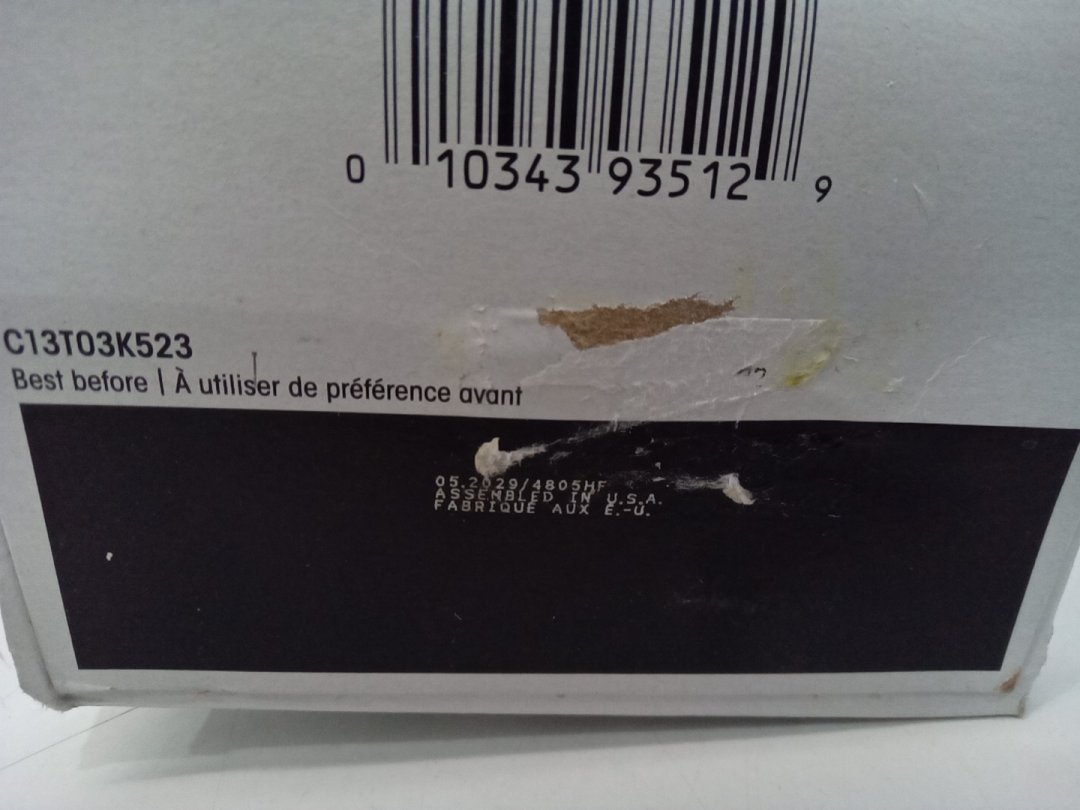 0 10343 93512 9
C13T03K523
Best before | À utiliser de préférence avant
05.2029/4805HF
ASSEMBLED IN U.S.A.
FABRIQUÉ AUX É.-U.